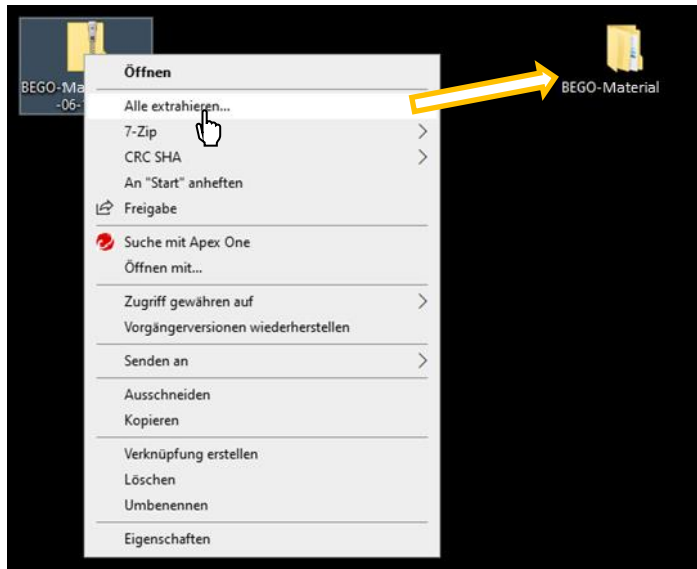 BEGO-Ma
-06-
Öffnen
Alle extrahieren...
7-Zip
CRC SHA
An "Start" anheften
Freigabe
Suche mit Apex One
Öffnen mit...
Zugriff gewähren auf
Vorgängerversionen wiederherstellen
Senden an
Ausschneiden
Kopieren
Verknüpfung erstellen
Löschen
Umbenennen
Eigenschaften
BEGO-Material